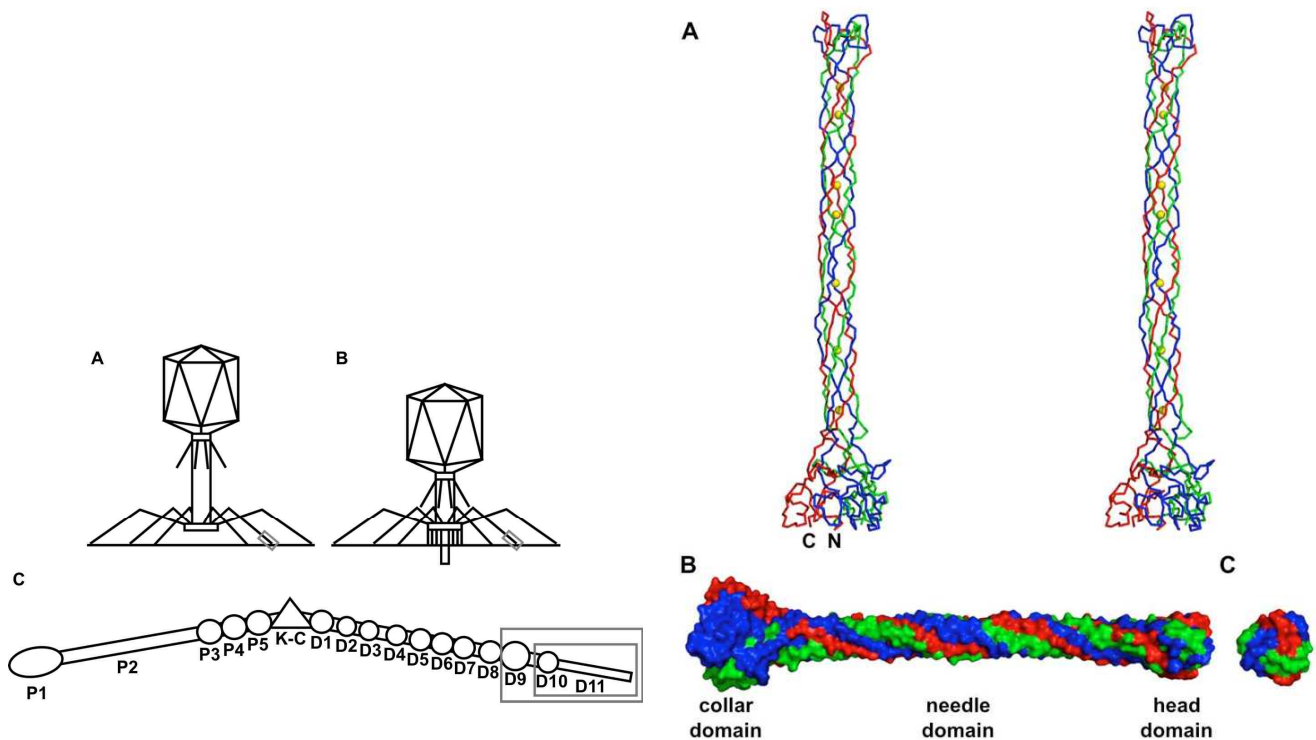 A
B
C
P1
P2
P3
P4
P5
K-C
D1
D2
D3
D4
D5
D6
D7
D8
D9
D10
D11
A
C N
B
C
collar domain
needle domain
head domain